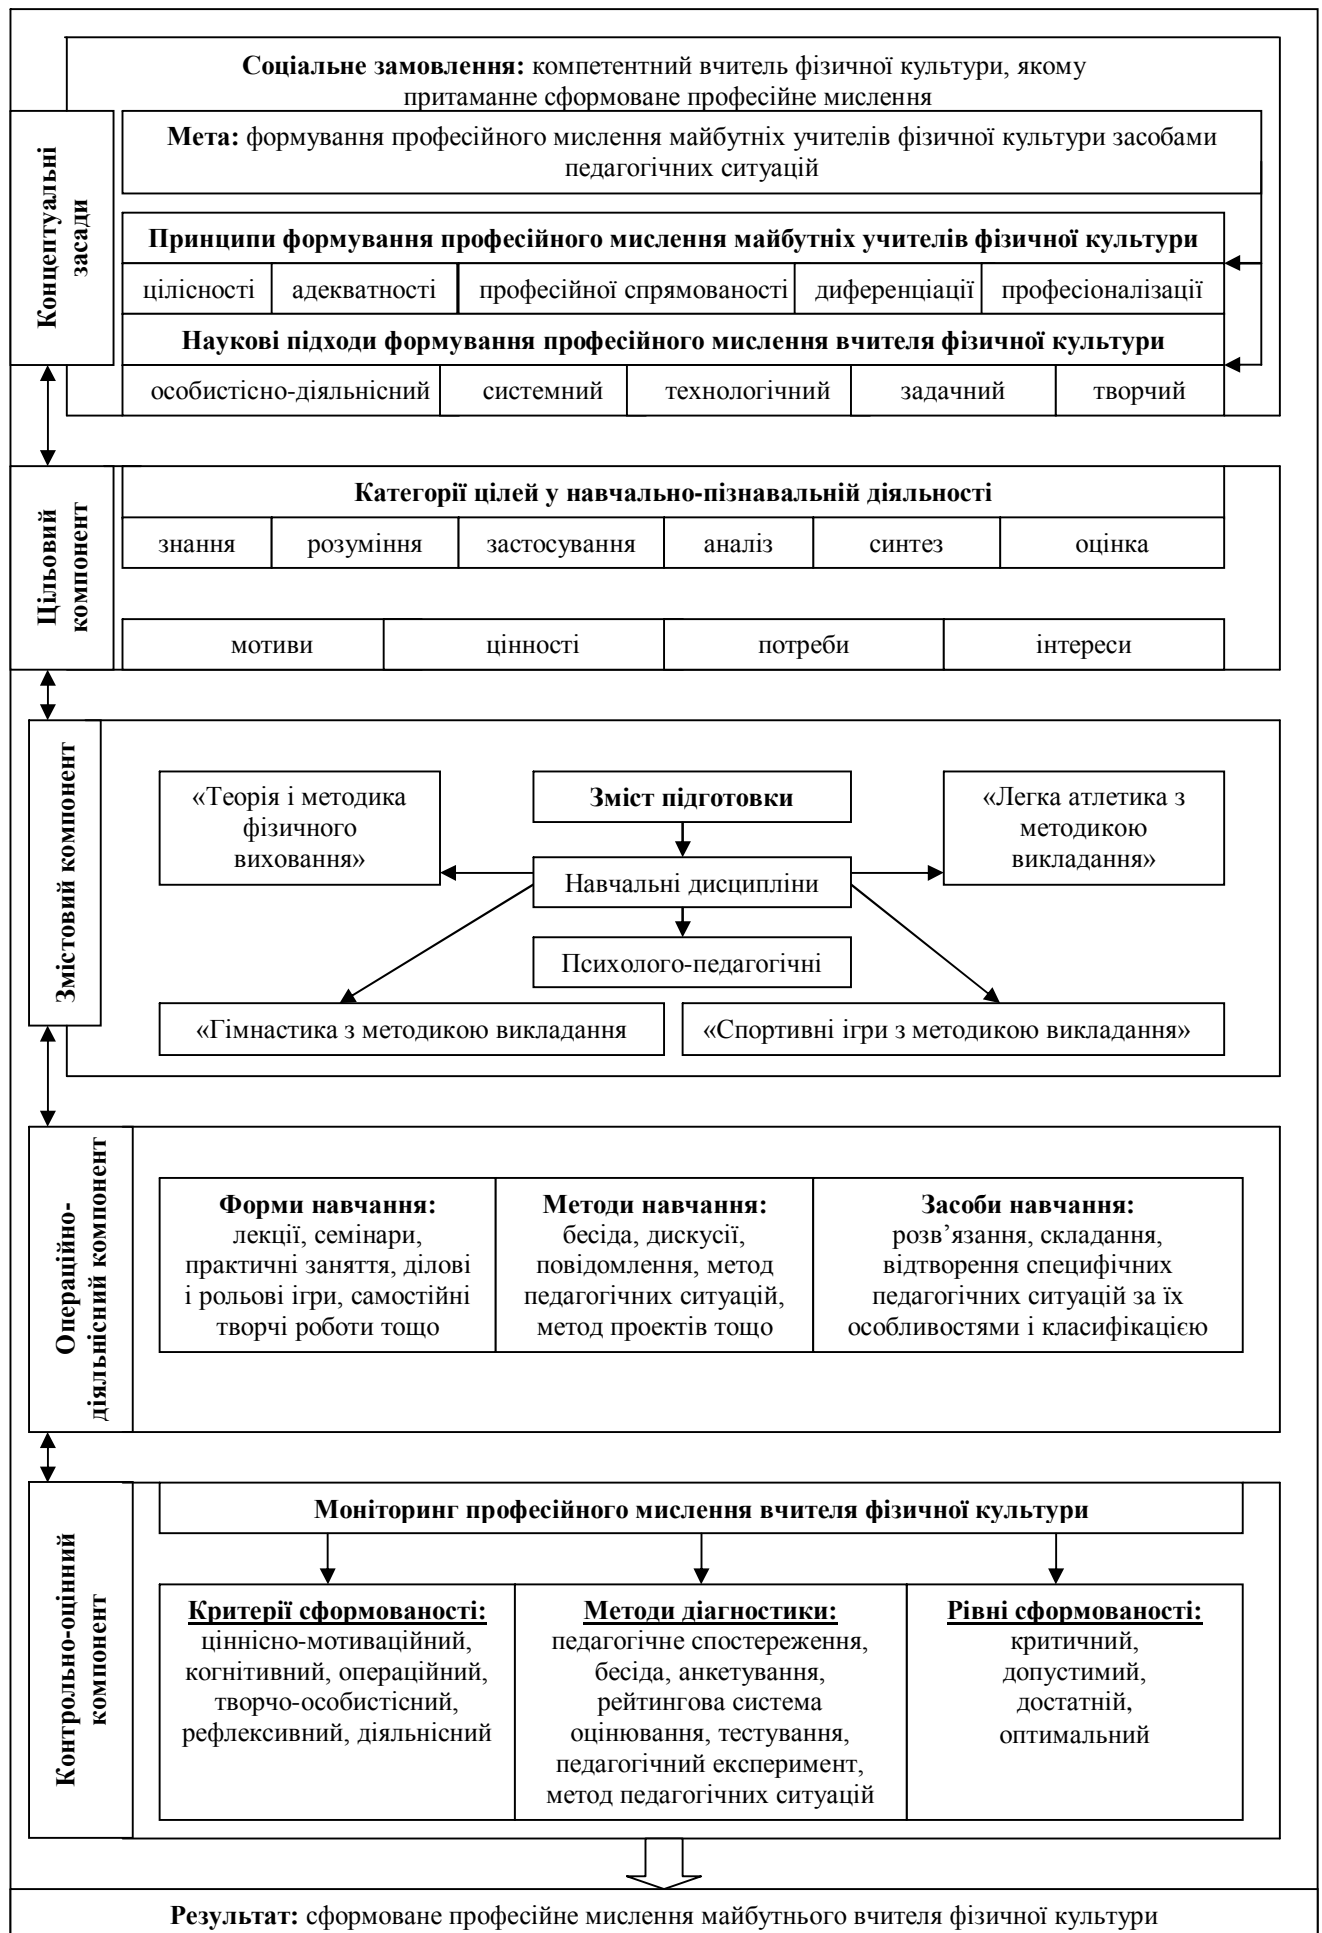 Соціальне замовлення: компетентний вчитель фізичної культури, якому
притаманне сформоване професійне мислення
Концептуальні
засади
Мета: формування професійного мислення майбутніх учителів фізичної культури засобами
педагогічних ситуацій
Принципи формування професійного мислення майбутніх учителів фізичної культури
цілісності адекватності професійної спрямованості диференціації професіоналізації
Наукові підходи формування професійного мислення вчителя фізичної культури
особистісно-діяльнісний системний технологічний задачний творчий
Цільовий
компонент
Категорії цілей у навчально-пізнавальній діяльності
знання розуміння застосування аналіз синтез оцінка
мотиви цінності потреби інтереси
Змістовий компонент
«Теорія і методика
фізичного
виховання»
Зміст підготовки
«Легка атлетика з
методикою
викладання»
Навчальні дисципліни
Психолого-педагогічні
«Гімнастика з методикою викладання
«Спортивні ігри з методикою викладання»
Операційно-
діяльнісний компонент
Форми навчання:
лекції, семінари,
практичні заняття, ділові
і рольові ігри, самостійні
творчі роботи тощо
Методи навчання:
бесіда, дискусії,
повідомлення, метод
педагогічних ситуацій,
метод проектів тощо
Засоби навчання:
розв’язання, складання,
відтворення специфічних
педагогічних ситуацій за їх
особливостями і класифікацією
Контрольно-оцінний
компонент
Моніторинг професійного мислення вчителя фізичної культури
Критерії сформованості:
ціннісно-мотиваційний,
когнітивний, операційний,
творчо-особистісний,
рефлексивний, діяльнісний
Методи діагностики:
педагогічне спостереження,
бесіда, анкетування,
рейтингова система
оцінювання, тестування,
педагогічний експеримент,
метод педагогічних ситуацій
Рівні сформованості:
критичний,
допустимий,
достатній,
оптимальний
Результат: сформоване професійне мислення майбутнього вчителя фізичної культури